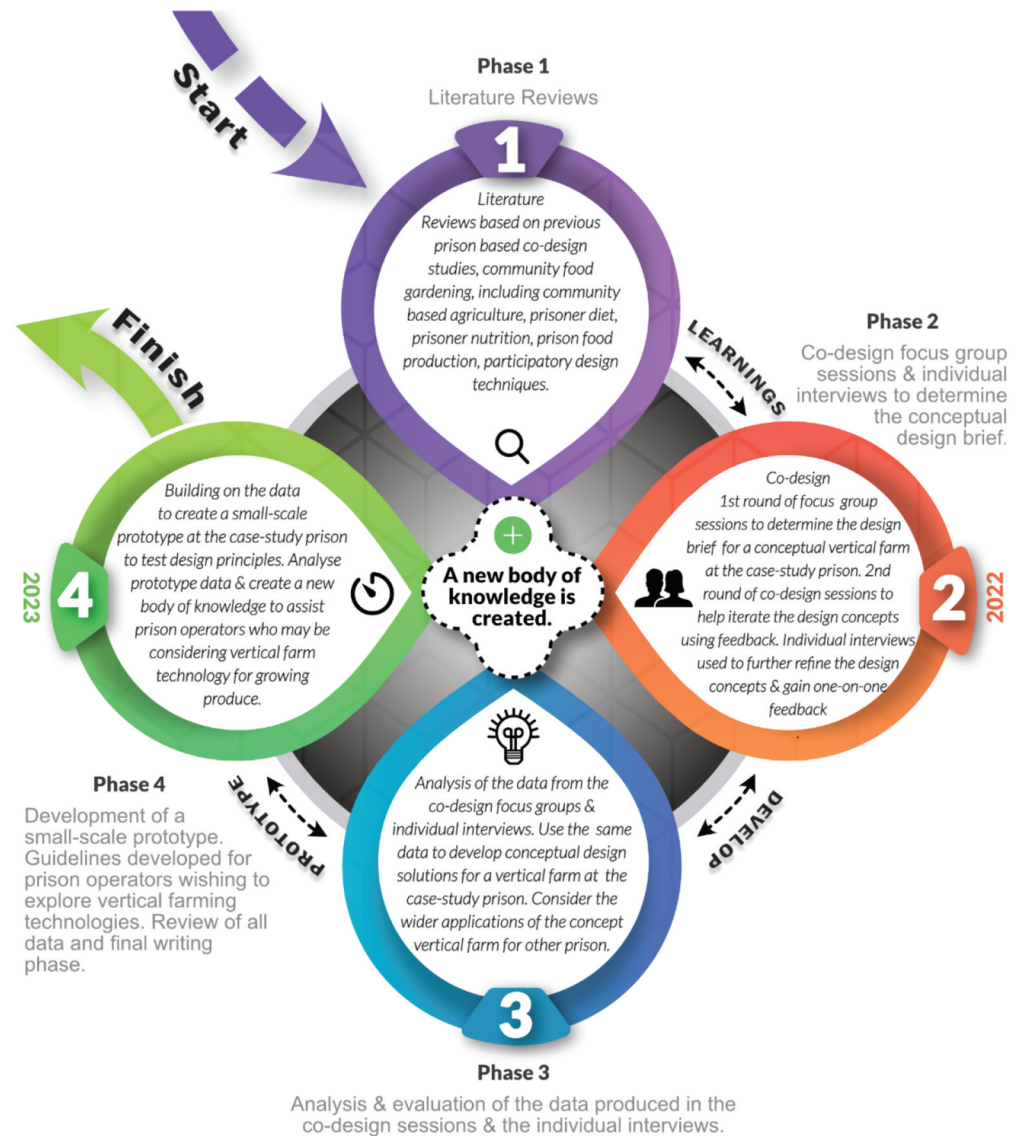 Start
Phase 1
Literature Reviews
1
Literature
Reviews based on previous
prison based co-design
studies, community food
gardening, including community
based agriculture, prisoner diet,
prisoner nutrition, prison food
production, participatory design
techniques.
LEARNINGS
Phase 2
Co-design focus group
sessions & individual
interviews to determine
the conceptual
design brief.
2
2022
Co-design
1st round of focus group
sessions to determine the design
brief for a conceptual vertical farm
at the case-study prison. 2nd
round of co-design sessions to
help iterate the design concepts
using feedback. Individual interviews
used to further refine the design
concepts & gain one-on-one
feedback
A new body of
knowledge is
created.
DEVELOP
Analysis of the data from the
co-design focus groups &
individual interviews. Use the same
data to develop conceptual design
solutions for a vertical farm at the
case-study prison. Consider the
wider applications of the concept
vertical farm for other prison.
3
Phase 3
Analysis & evaluation of the data produced in the
co-design sessions & the individual interviews.
PROTOTYPE
Finish
Building on the data
to create a small-scale
prototype at the case-study prison
to test design principles. Analyse
prototype data & create a new
body of knowledge to assist
prison operators who may be
considering vertical farm
technology for growing
produce.
4
2023
Phase 4
Development of a
small-scale prototype.
Guidelines developed for
prison operators wishing to
explore vertical farming
technologies. Review of all
data and final writing
phase.